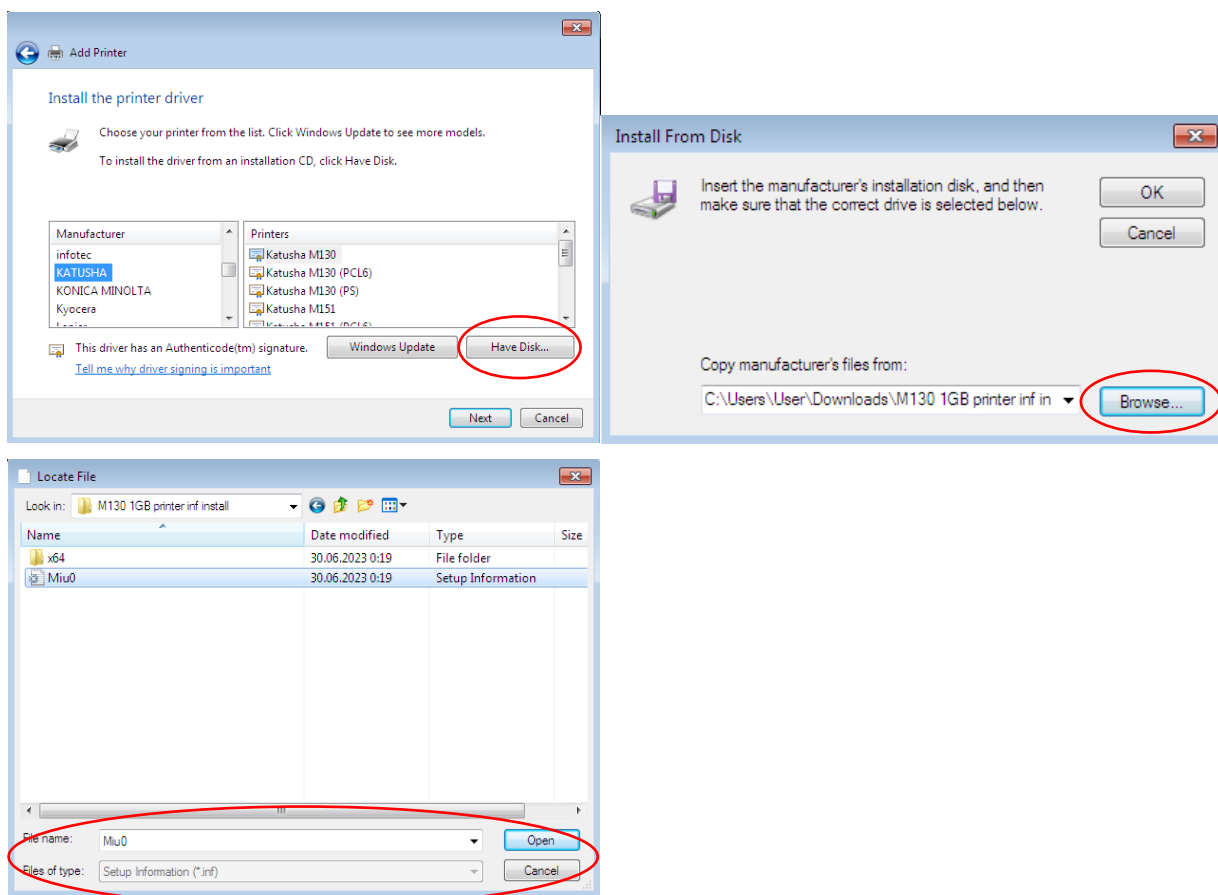 Add Printer
Install the printer driver
Choose your printer from the list. Click Windows Update to see more models.
To install the driver from an installation CD, click Have Disk.
Manufacturer
infotec
KATUSHA
KONICA MINOLTA
Kyocera
Printers
Katusha M130
Katusha M130 (PCL6)
Katusha M130 (PS)
Katusha M151
Katusha M151 (PCL6)
This driver has an Authenticode(tm) signature.
Tell me why driver signing is important
Windows Update
Have Disk...
Next
Cancel
Install From Disk
Insert the manufacturer's installation disk, and then
make sure that the correct drive is selected below.
OK
Cancel
Copy manufacturer's files from:
C:\Users\User\Downloads\M130 1GB printer inf in
Browse...
Locate File
Look in: M130 1GB printer inf install
Name Date modified Type Size
x64 30.06.2023 0:19 File folder
Miu0 30.06.2023 0:19 Setup Information
File name: Miu0 Open
Files of type: Setup Information (*.inf) Cancel